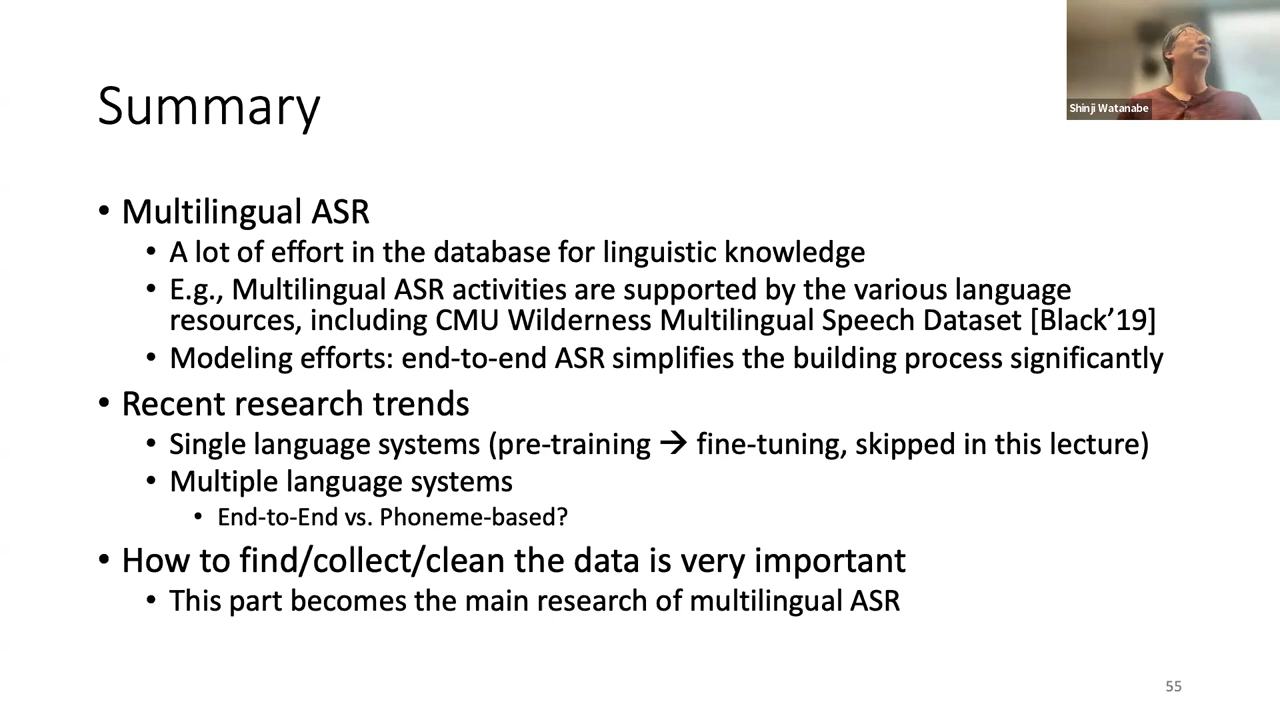 Shinji Watanabe
Summary
• Multilingual ASR
• A lot of effort in the database for linguistic knowledge
• E.g., Multilingual ASR activities are supported by the various language
resources, including CMU Wilderness Multilingual Speech Dataset [Black’19]
• Modeling efforts: end-to-end ASR simplifies the building process significantly
• Recent research trends
• Single language systems (pre-training → fine-tuning, skipped in this lecture)
• Multiple language systems
• End-to-End vs. Phoneme-based?
• How to find/collect/clean the data is very important
• This part becomes the main research of multilingual ASR
55